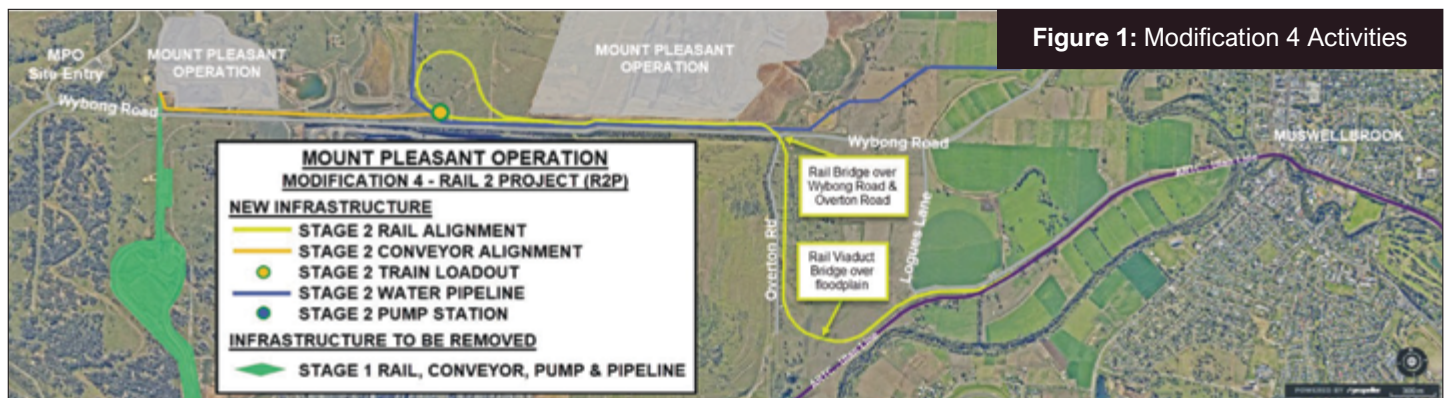 Figure 1: Modification 4 Activities
MPO
Site Entry
MOUNT PLEASANT
OPERATION
MOUNT PLEASANT
OPERATION
Wybong Road
Wybong Road
MUSWELLBROOK
MOUNT PLEASANT OPERATION
MODIFICATION 4 - RAIL 2 PROJECT (R2P)
NEW INFRASTRUCTURE
STAGE 2 RAIL ALIGNMENT
STAGE 2 CONVEYOR ALIGNMENT
STAGE 2 TRAIN LOADOUT
STAGE 2 WATER PIPELINE
STAGE 2 PUMP STATION
INFRASTRUCTURE TO BE REMOVED
STAGE 1 RAIL, CONVEYOR, PUMP & PIPELINE
Rail Bridge over
Wybong Road &
Overton Road
Overton Rd
Logues Lane
Rail Viaduct
Bridge over
floodplain
POWERED BY